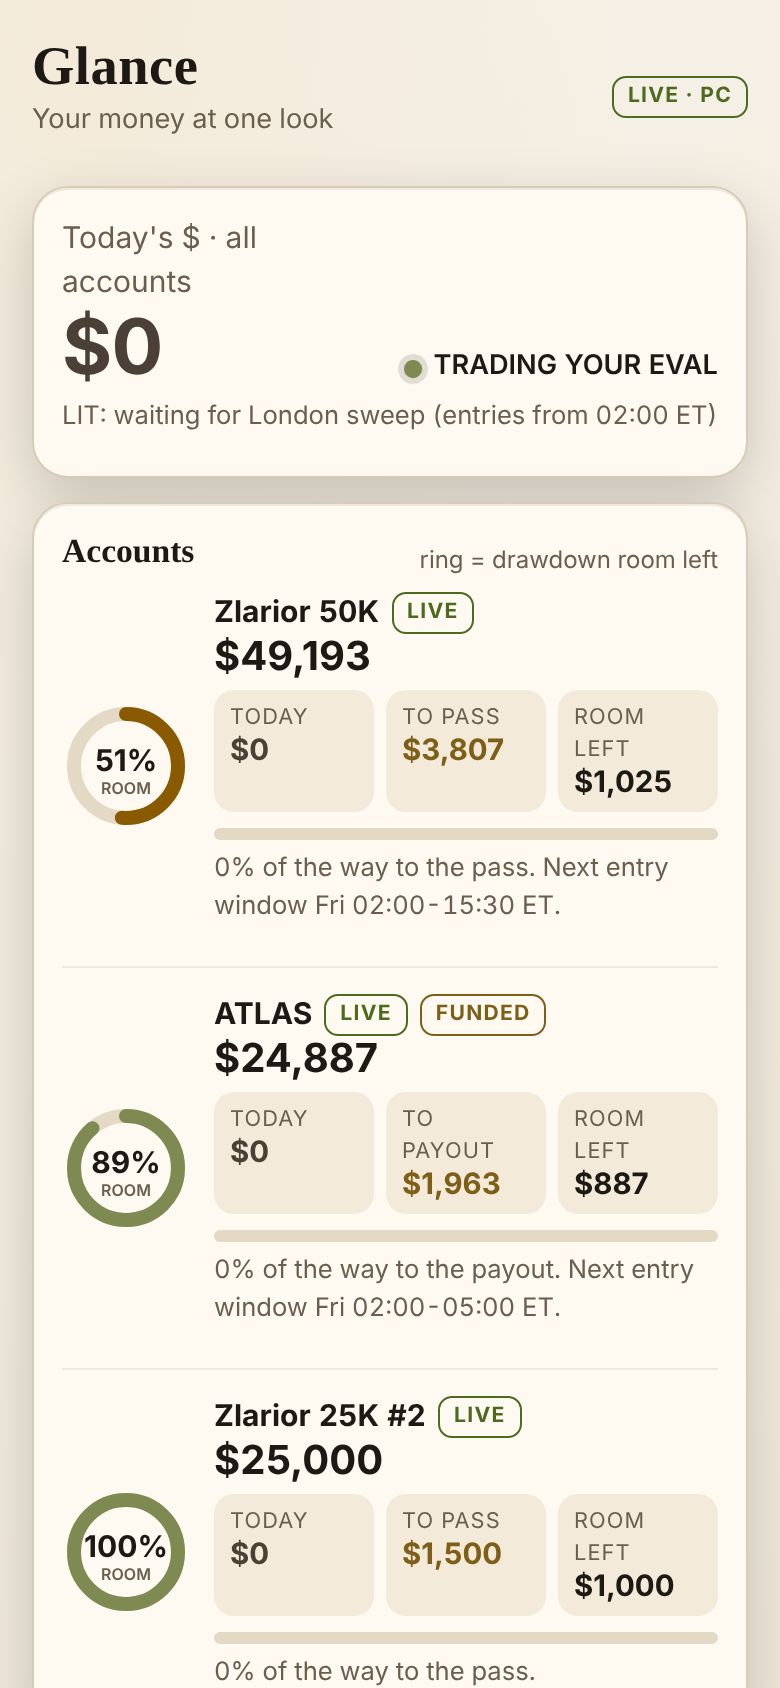 Glance
Your money at one look
LIVE · PC
Today's $ · all
accounts
$0
TRADING YOUR EVAL
LIT: waiting for London sweep (entries from 02:00 ET)
Accounts
ring = drawdown room left
Zlarior 50K LIVE
$49,193
51%
ROOM
TODAY
$0
TO PASS
$3,807
ROOM
LEFT
$1,025
0% of the way to the pass. Next entry
window Fri 02:00-15:30 ET.
ATLAS LIVE FUNDED
$24,887
89%
ROOM
TODAY
$0
TO
PAYOUT
$1,963
ROOM
LEFT
$887
0% of the way to the payout. Next entry
window Fri 02:00-05:00 ET.
Zlarior 25K #2 LIVE
$25,000
100%
ROOM
TODAY
$0
TO PASS
$1,500
ROOM
LEFT
$1,000
0% of the way to the pass.